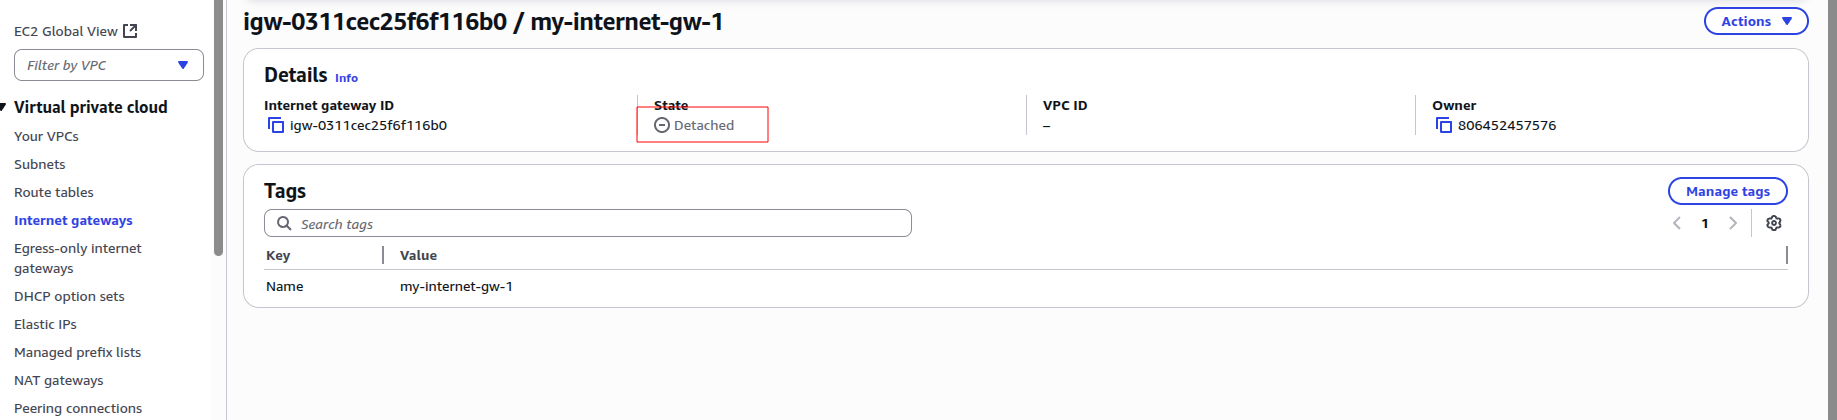 EC2 Global View
Filter by VPC
Virtual private cloud
Your VPCs
Subnets
Route tables
Internet gateways
Egress-only internet
gateways
DHCP option sets
Elastic IPs
Managed prefix lists
NAT gateways
Peering connections
igw-0311cec25f6f116b0 / my-internet-gw-1
Actions
Details Info
Internet gateway ID
igw-0311cec25f6f116b0
State
Detached
VPC ID
–
Owner
806452457576
Tags
Manage tags
Search tags
1
Key Value
Name my-internet-gw-1